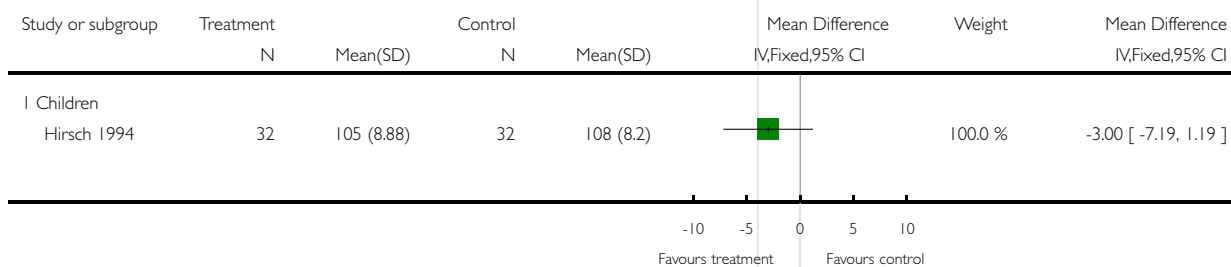 Study or subgroup Treatment Control Mean Difference Weight Mean Difference
N Mean(SD) N Mean(SD) IV,Fixed,95% CI IV,Fixed,95% CI
1 Children
Hirsch 1994 32 105 (8.88) 32 108 (8.2) 100.0 % -3.00 [ -7.19, 1.19 ]
-10 -5 0 5 10
Favours treatment Favours control